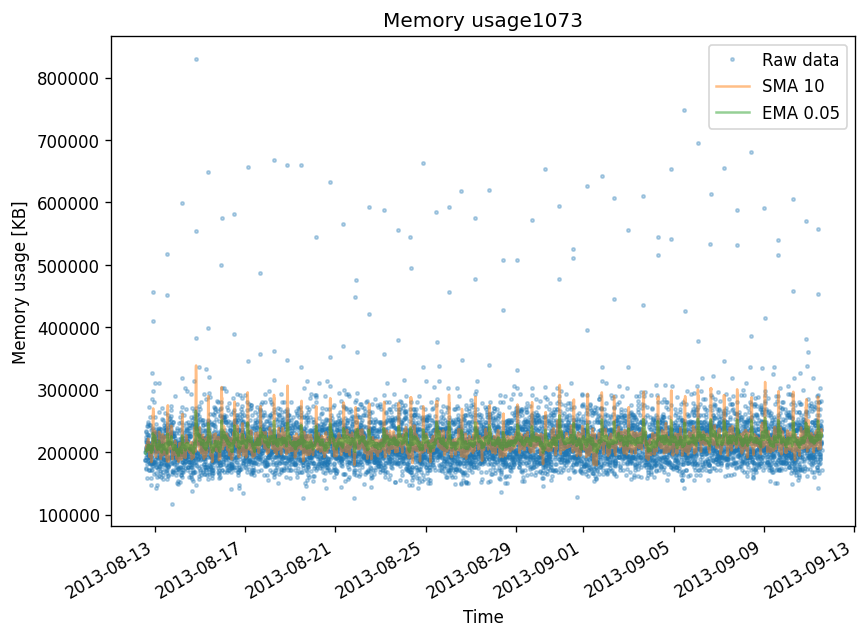 Memory usage1073
Raw data
SMA 10
EMA 0.05
Memory usage [KB]
800000
700000
600000
500000
400000
300000
200000
100000
2013-08-13
2013-08-17
2013-08-21
2013-08-25
2013-08-29
2013-09-01
2013-09-05
2013-09-09
2013-09-13
Time